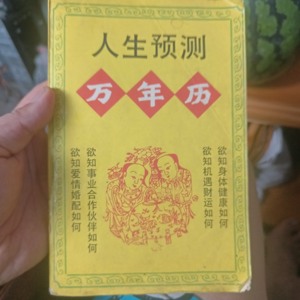 人生预测
万年历
欲知身体健康如何
欲知机遇财运如何
欲知事业合作伙伴如何
欲知爱情婚配如何